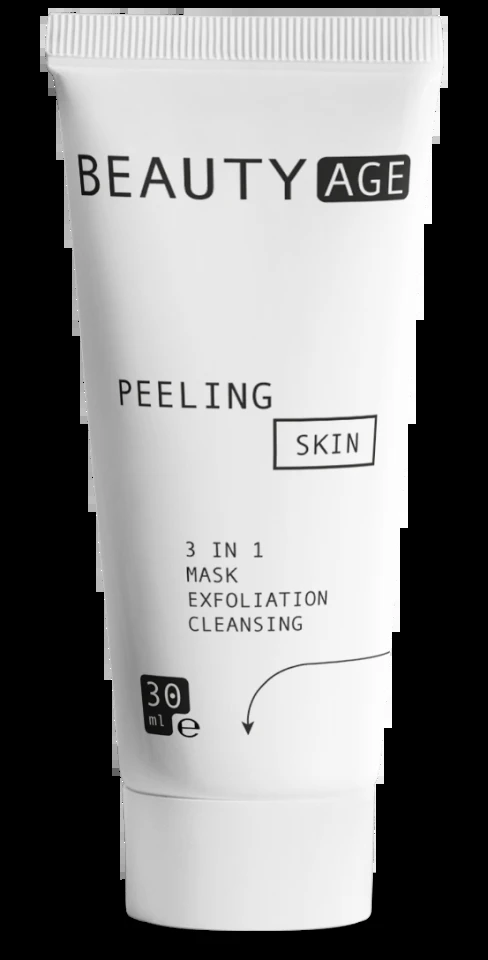 BEAUTY AGE
PEELING
SKIN
3 IN 1
MASK
EXFOLIATION
CLEANSING
30
ml e